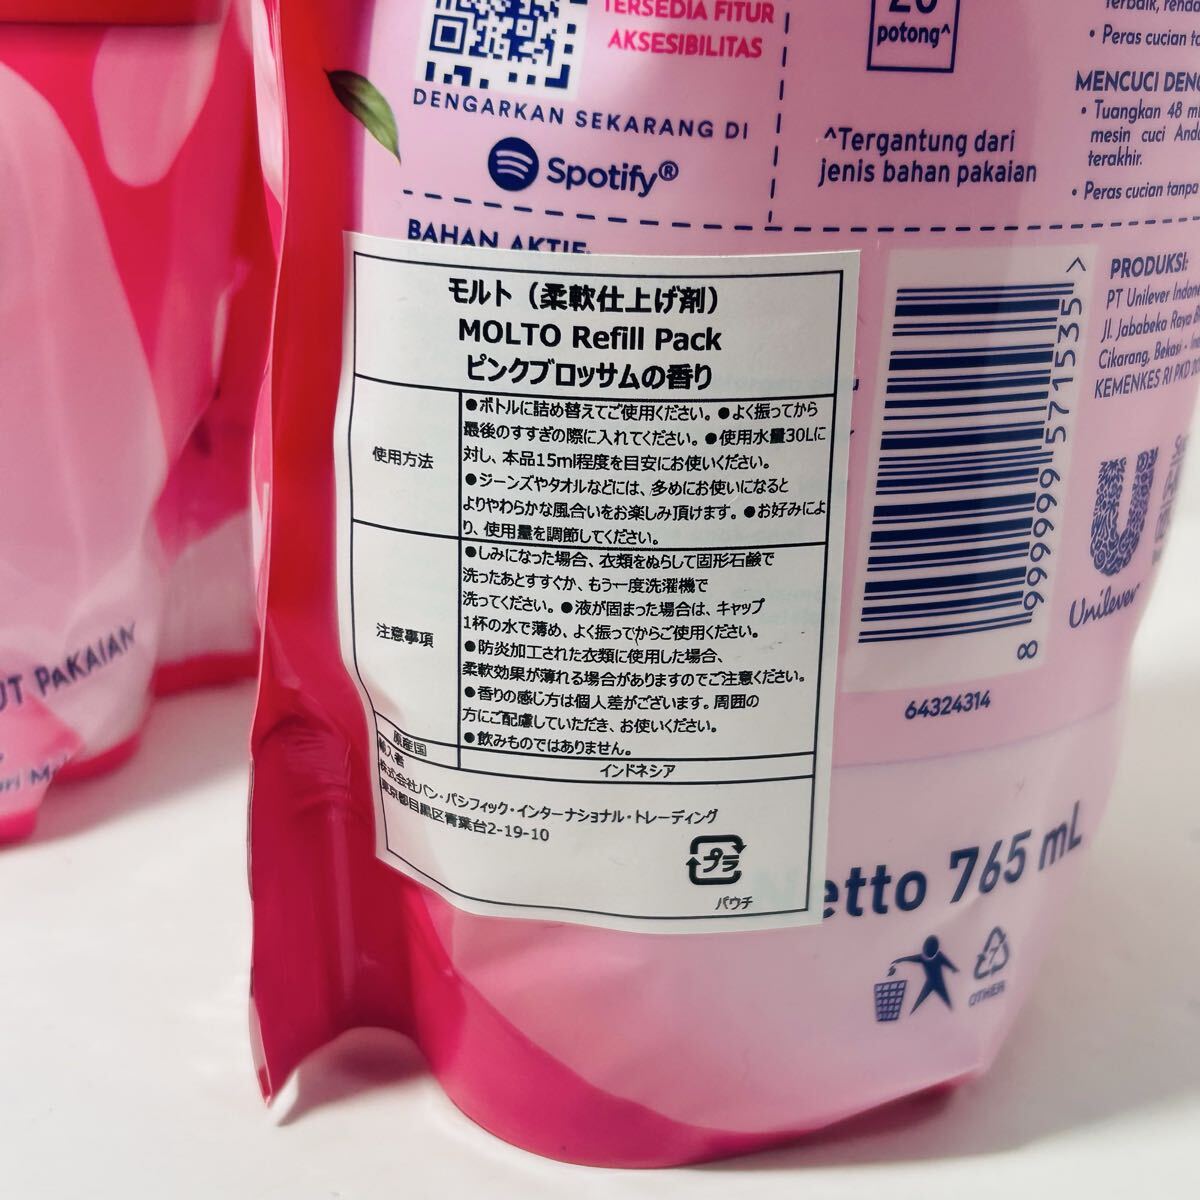 TERSEDIA FITUR
AKSESIBILITAS
DENGARKAN SEKARANG DI
Spotify®
20
potong^
^Tergantung dari
jenis bahan pakaian
• Peras cucian
MENCUCI
• Tuangkan 48
mesin cuci
terakhir.
• Peras cucian tanpa
BAHAN AKTIF:
モルト（柔軟仕上げ剤）
MOLTO Refill Pack
ピンクブロッサムの香り
使用方法
●ボトルに詰め替えてご使用ください。●よく振ってから
最後のすすぎの際に入れてください。●使用水量30Lに
対し、本品15ml程度を目安にお使いください。
●ジーンズやタオルなどには、多めにお使いになると
よりやわらかな風合いをお楽しみ頂けます。●お好みによ
り、使用量を調節してください。
注意事項
●しみになった場合、衣類をぬらして固形石鹸で
洗ったあとすすぐか、もう一度洗濯機で
洗ってください。●液が固まった場合は、キャップ
1杯の水で薄め、よく振ってからご使用ください。
●防炎加工された衣類に使用した場合、
柔軟効果が薄れる場合がありますのでご注意ください。
●香りの感じ方は個人差がございます。周囲の
方にご配慮していただき、お使いください。
●飲みものではありません。
原産国
インドネシア
輸入者
株式会社パン・パシフィック・インターナショナル・トレーディング
東京都目黒区青葉台2-19-10
プラ
パウチ
PRODUKSI:
PT Unilever
Jl. Jababeka Raya
Cikarang, Bekasi -
KEMENKES RI PKD
8 999999 571535 >
64324314
Unilever
Netto 765 mL
7
OTHER
PAKAIAN